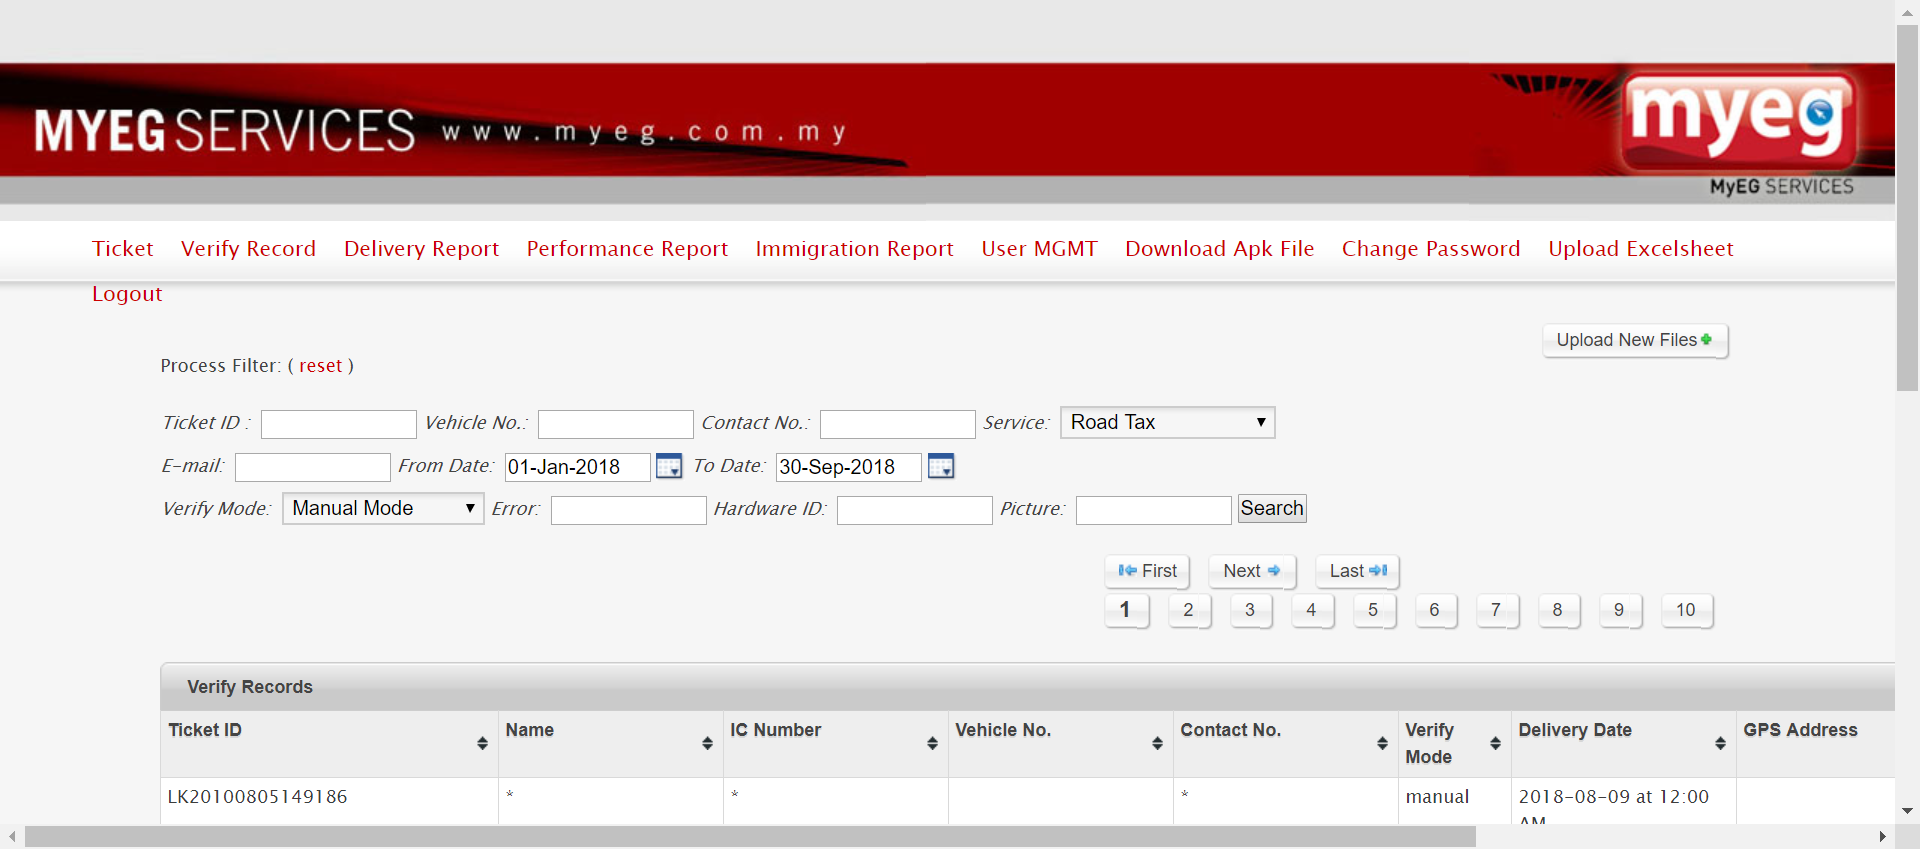 MYEG SERVICES www.myeg.com.my
myeg
MyEG SERVICES
Ticket Verify Record Delivery Report Performance Report Immigration Report User MGMT Download Apk File Change Password Upload Excelsheet
Logout
Upload New Files
Process Filter: ( reset )
Ticket ID : Vehicle No.: Contact No.: Service: Road Tax
E-mail: From Date: 01-Jan-2018 To Date: 30-Sep-2018
Verify Mode: Manual Mode Error: Hardware ID: Picture: Search
First Next Last
1 2 3 4 5 6 7 8 9 10
Verify Records
Ticket ID Name IC Number Vehicle No. Contact No. Verify Mode Delivery Date GPS Address
LK20100805149186 * * * manual 2018-08-09 at 12:00
AM